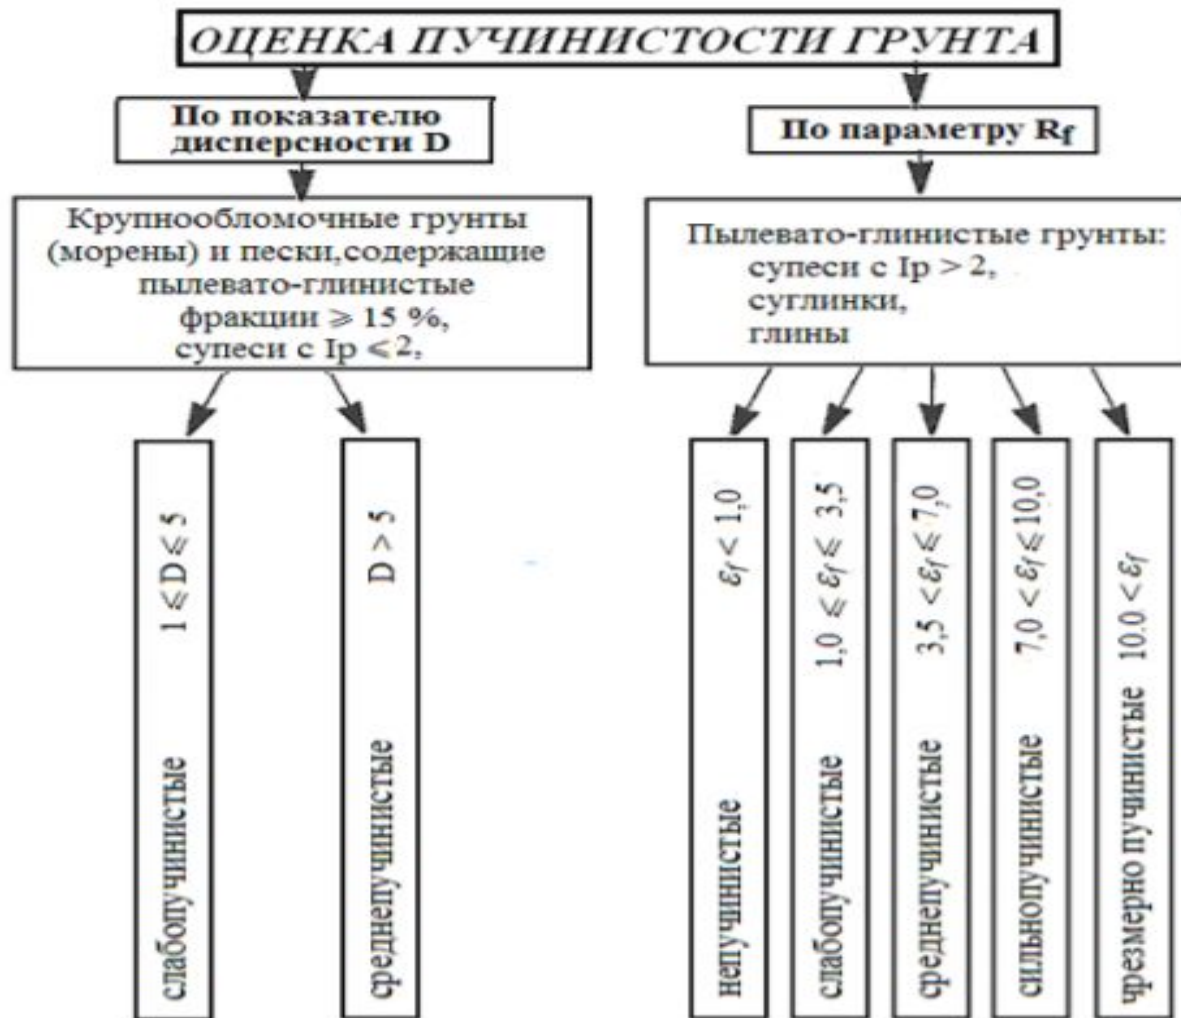 ОЦЕНКА ПУЧИНИСТОСТИ ГРУНТА
По показателю
дисперсности D
Крупнообломочные грунты
(морены) и пески,содержащие
пылевато-глинистые
фракции ⩾ 15 %,
супеси с Ip ⩽ 2,
слабопучинистые 1 ⩽ D ⩽ 5
среднепучинистые D > 5
По параметру Rf
Пылевато-глинистые грунты:
супеси с Ip > 2,
суглинки,
глины
непучинистые εf < 1,0
слабопучинистые 1,0 ⩽ εf ⩽ 3,5
среднепучинистые 3,5 < εf ⩽ 7,0
сильнопучинистые 7,0 < εf ⩽ 10,0
чрезмерно пучинистые 10.0 < εf